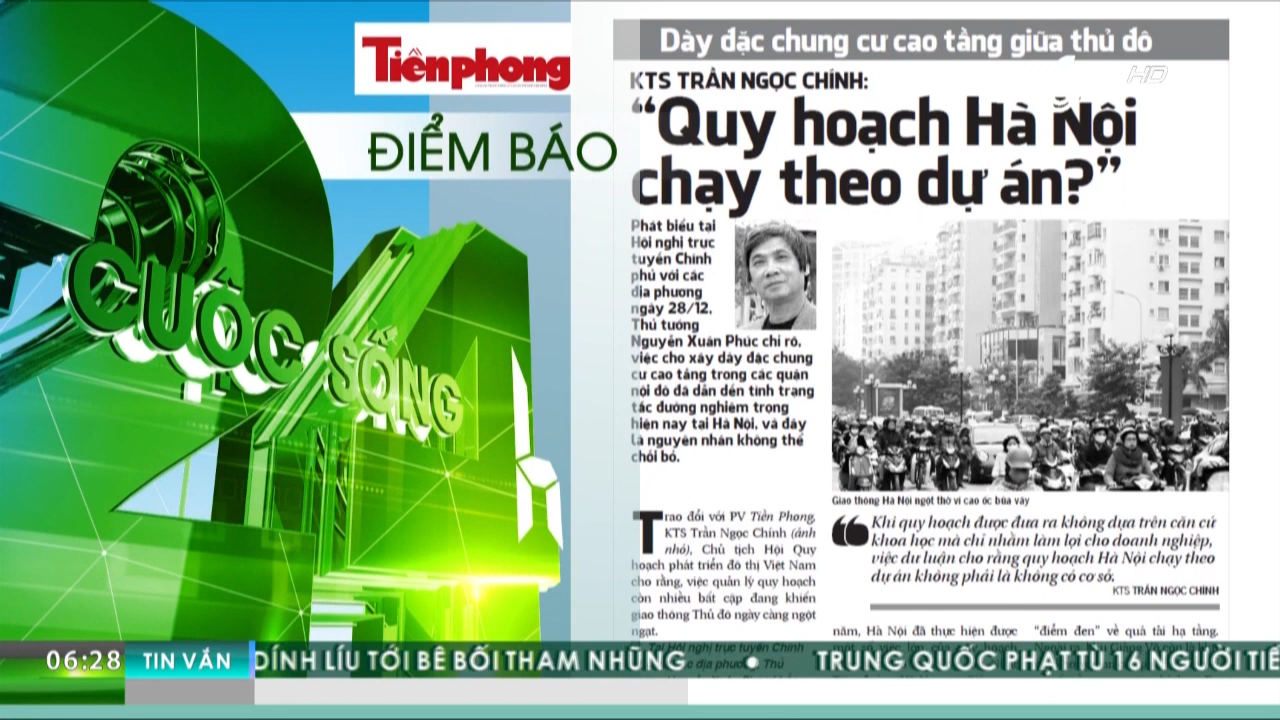 Tiền phong
ĐIỂM BÁO
CUỘC SỐNG
24h
Dày đặc chung cư cao tầng giữa thủ đô
HD
KTS TRẦN NGỌC CHÍNH:
“Quy hoạch Hà Nội
chạy theo dự án?”
Phát biểu tại
Hội nghị trực
tuyến Chính
phủ với các
địa phương
ngày 28/12,
Thủ tướng
Nguyễn Xuân Phúc chỉ rõ,
việc cho xây dày đặc chung
cư cao tầng trong các quận
nội đô đã dẫn đến tình trạng
tắc đường nghiêm trọng
hiện nay tại Hà Nội, và đây
là nguyên nhân không thể
chối bỏ.
Giao thông Hà Nội ngột thở vì cao ốc bủa vây
Trao đổi với PV Tiền Phong,
KTS Trần Ngọc Chính (ảnh
nhỏ), Chủ tịch Hội Quy
hoạch phát triển đô thị Việt Nam
cho rằng, việc quản lý quy hoạch
còn nhiều bất cập đang khiến
giao thông Thủ đô ngày càng ngột
ngạt.
Tại Hội nghị trực tuyến Chính
“Khi quy hoạch được đưa ra không dựa trên căn cứ
khoa học mà chỉ nhằm làm lợi cho doanh nghiệp,
việc dư luận cho rằng quy hoạch Hà Nội chạy theo
dự án không phải là không có cơ sở.
KTS TRẦN NGỌC CHÍNH
năm, Hà Nội đã thực hiện được
“điểm đen” về quá tải hạ tầng.
06:28 TIN VẮN DÍNH LÍU TỚI BÊ BỐI THAM NHŨNG ● TRUNG QUỐC PHẠT TÙ 16 NGƯỜI TIẾ